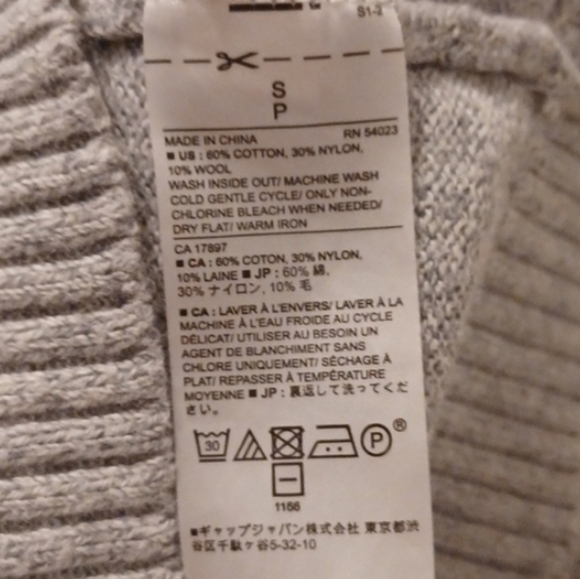 S1-3
S
P
MADE IN CHINA RN 54023
■ US : 60% COTTON, 30% NYLON,
10% WOOL
WASH INSIDE OUT/ MACHINE WASH
COLD GENTLE CYCLE/ ONLY NON-
CHLORINE BLEACH WHEN NEEDED/
DRY FLAT/ WARM IRON
CA 17897
■ CA : 60% COTON, 30% NYLON,
10% LAINE ■ JP : 60% 綿,
30% ナイロン, 10% 毛
■ CA : LAVER À L'ENVERS/ LAVER À LA
MACHINE À L'EAU FROIDE AU CYCLE
DÉLICAT/ UTILISER AU BESOIN UN
AGENT DE BLANCHIMENT SANS
CHLORE UNIQUEMENT/ SÉCHAGE À
PLAT/ REPASSER À TEMPÉRATURE
MOYENNE ■ JP : 裏返して洗ってくだ
さい。
30 P ®
1156
■ギャップジャパン株式会社 東京都渋
谷区千駄ヶ谷5-32-10